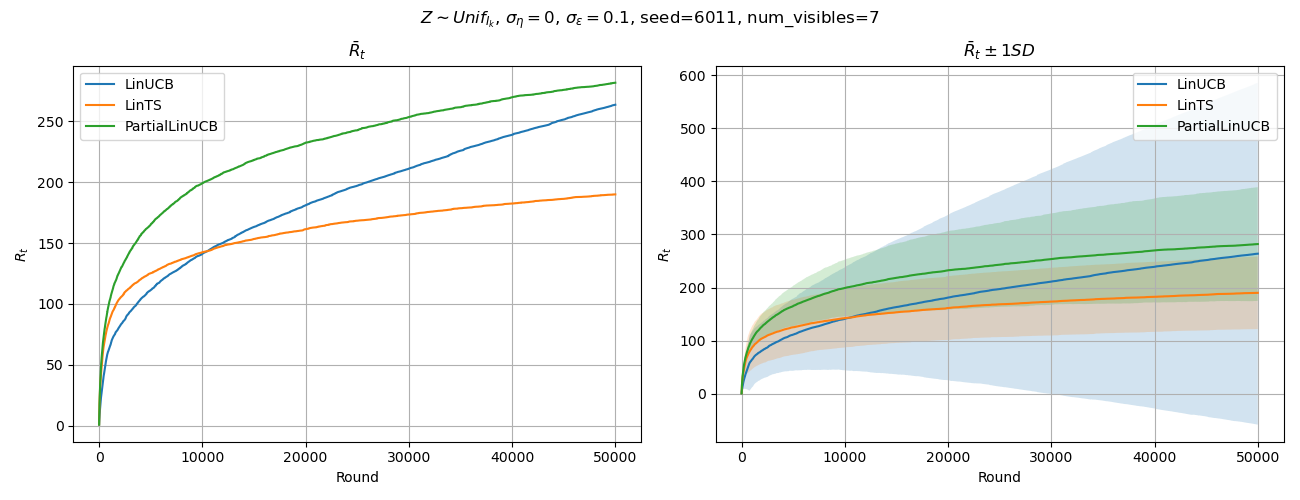 Z ∼ Unif_{I_k}, σ_η = 0, σ_ε = 0.1, seed=6011, num_visibles=7
R̄_t
R_t
250
200
150
100
50
0
LinUCB
LinTS
PartialLinUCB
0 10000 20000 30000 40000 50000
Round
R̄_t ± 1SD
R_t
600
500
400
300
200
100
0
LinUCB
LinTS
PartialLinUCB
0 10000 20000 30000 40000 50000
Round